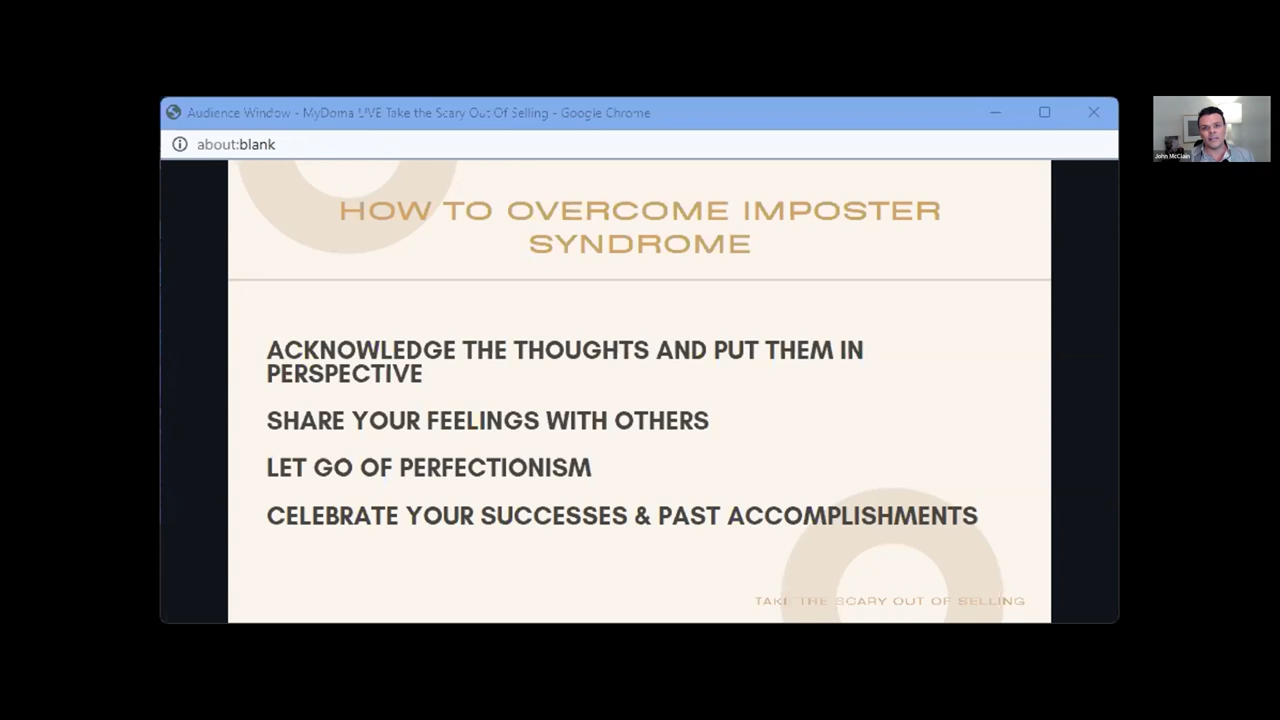 Audience Window - MyDoma LIVE Take the Scary Out Of Selling - Google Chrome
about:blank
John McClain
HOW TO OVERCOME IMPOSTER
SYNDROME
ACKNOWLEDGE THE THOUGHTS AND PUT THEM IN
PERSPECTIVE
SHARE YOUR FEELINGS WITH OTHERS
LET GO OF PERFECTIONISM
CELEBRATE YOUR SUCCESSES & PAST ACCOMPLISHMENTS
TAKE THE SCARY OUT OF SELLING